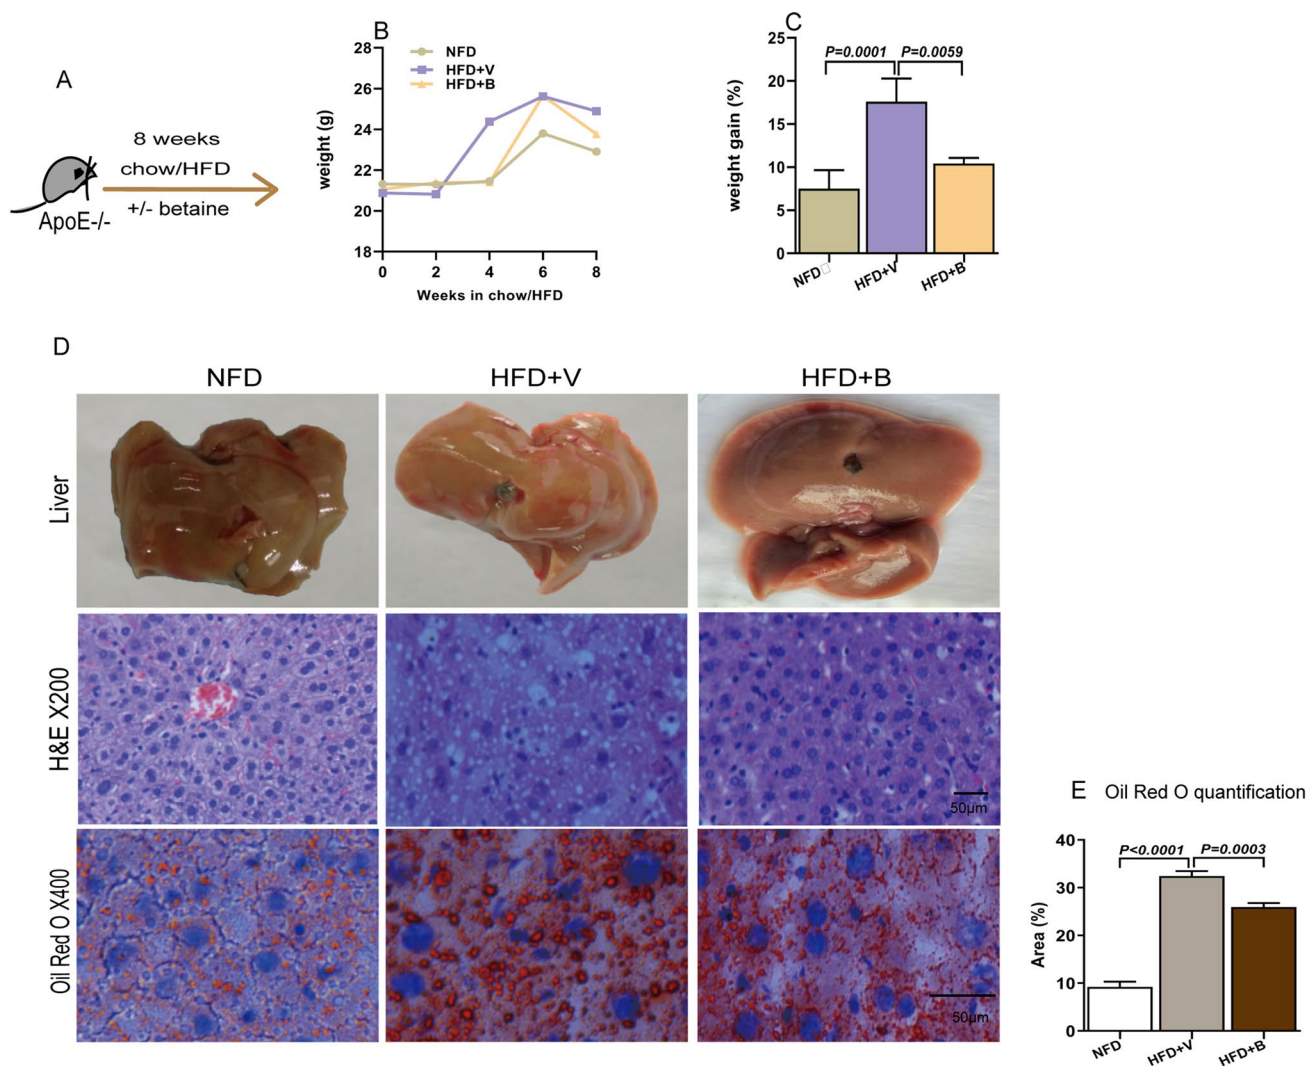 A
8 weeks
chow/HFD
+/- betaine
ApoE-/-
B
NFD
HFD+V
HFD+B
weight (g)
28
26
24
22
20
18
0 2 4 6 8
Weeks in chow/HFD
C
P=0.0001 P=0.0059
weight gain (%)
25
20
15
10
5
0
NFD□ HFD+V HFD+B
D
NFD HFD+V HFD+B
Liver
H&E X200
50μm
Oil Red O X400
50μm
E Oil Red O quantification
P<0.0001 P=0.0003
Area (%)
40
30
20
10
0
NFD HFD+V HFD+B